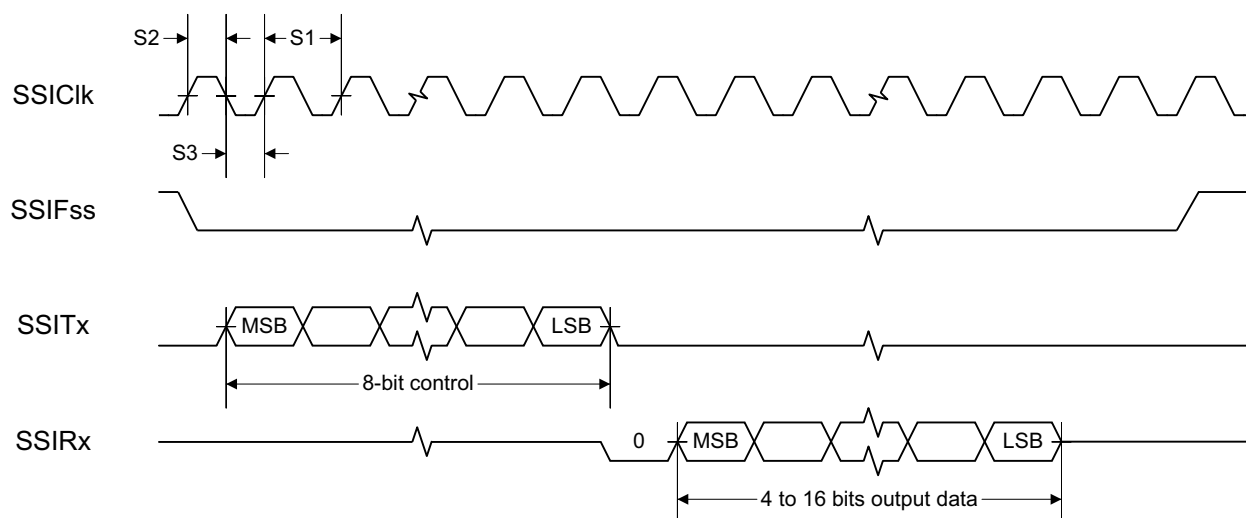 S2
S1
SSIClk
S3
SSIFss
SSITx
MSB
LSB
8-bit control
SSIRx
0
MSB
LSB
4 to 16 bits output data